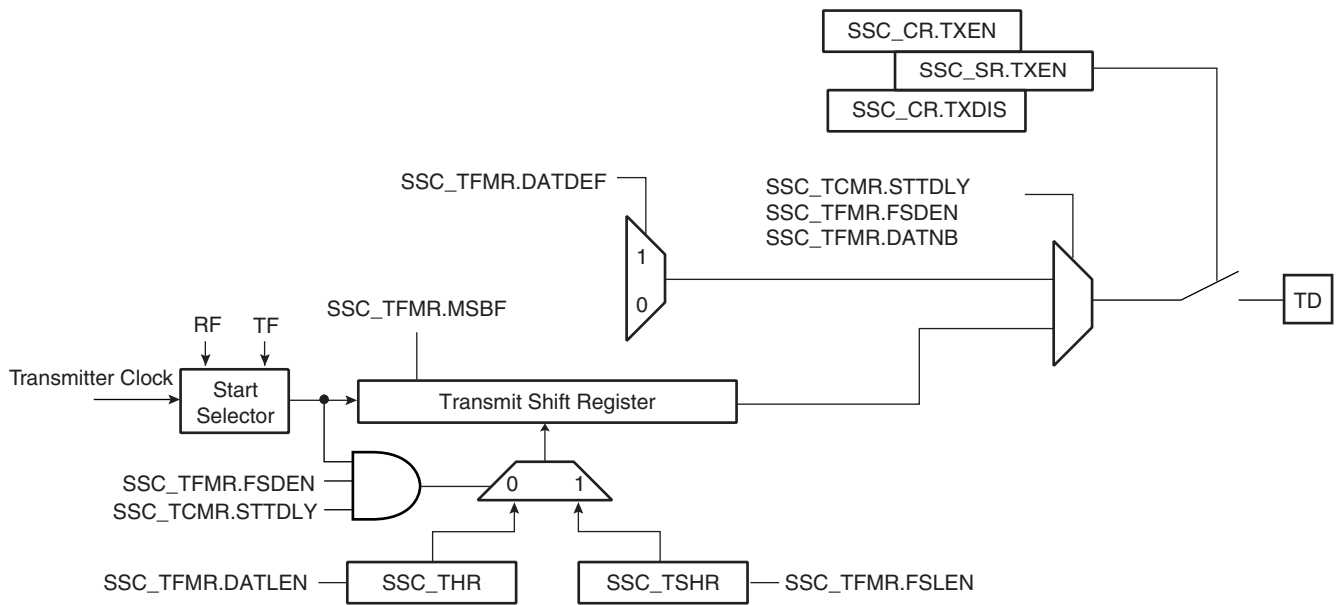 SSC_CR.TXEN
SSC_SR.TXEN
SSC_CR.TXDIS
SSC_TFMR.DATDEF
SSC_TCMR.STTDLY
SSC_TFMR.FSDEN
SSC_TFMR.DATNB
1
0
TD
SSC_TFMR.MSBF
RF TF
Transmitter Clock
Start
Selector
Transmit Shift Register
SSC_TFMR.FSDEN
SSC_TCMR.STTDLY
0 1
SSC_TFMR.DATLEN
SSC_THR
SSC_TSHR
SSC_TFMR.FSLEN